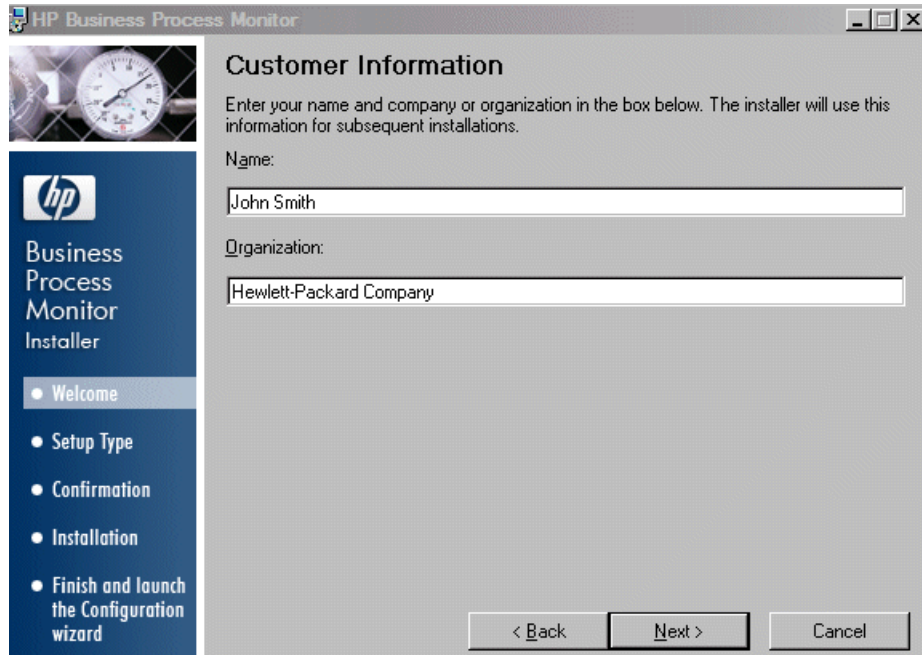 HP Business Process Monitor
Customer Information
Enter your name and company or organization in the box below. The installer will use this
information for subsequent installations.
Name:
John Smith
Organization:
Hewlett-Packard Company
hp
Business
Process
Monitor
Installer
Welcome
Setup Type
Confirmation
Installation
Finish and launch
the Configuration
wizard
< Back
Next >
Cancel